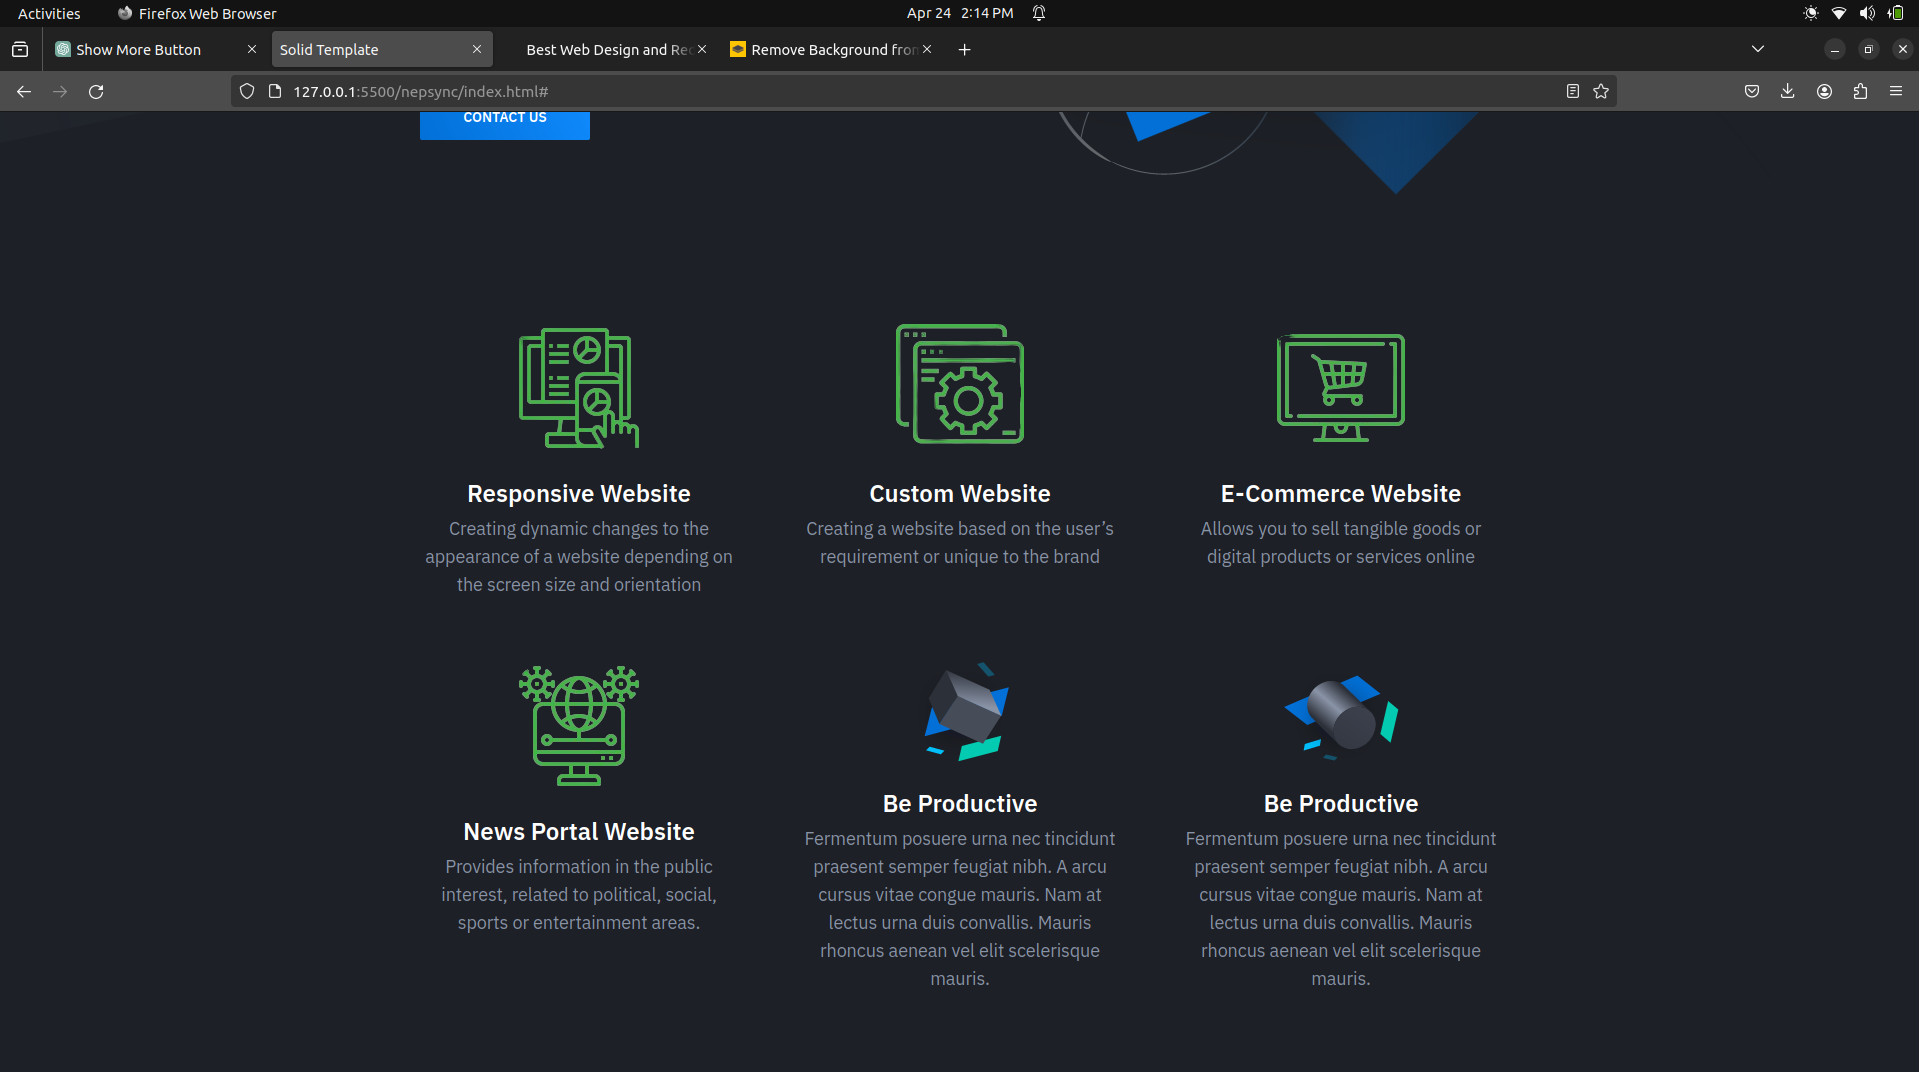 Activities
Firefox Web Browser
Apr 24 2:14 PM
Show More Button
Solid Template
Best Web Design and Rec
Remove Background from
127.0.0.1:5500/nepsync/index.html#
CONTACT US
Responsive Website
Creating dynamic changes to the
appearance of a website depending on
the screen size and orientation
Custom Website
Creating a website based on the user’s
requirement or unique to the brand
E-Commerce Website
Allows you to sell tangible goods or
digital products or services online
News Portal Website
Provides information in the public
interest, related to political, social,
sports or entertainment areas.
Be Productive
Fermentum posuere urna nec tincidunt
praesent semper feugiat nibh. A arcu
cursus vitae congue mauris. Nam at
lectus urna duis convallis. Mauris
rhoncus aenean vel elit scelerisque
mauris.
Be Productive
Fermentum posuere urna nec tincidunt
praesent semper feugiat nibh. A arcu
cursus vitae congue mauris. Nam at
lectus urna duis convallis. Mauris
rhoncus aenean vel elit scelerisque
mauris.